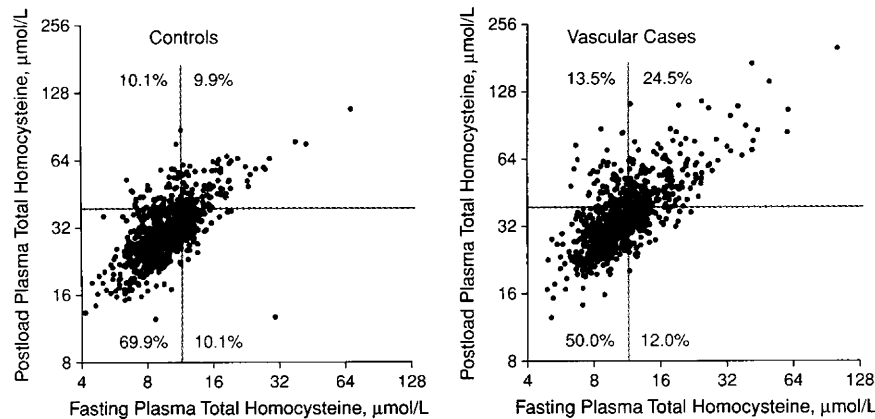 Controls
Postload Plasma Total Homocysteine, μmol/L
256
128
64
32
16
8
10.1% 9.9%
69.9% 10.1%
4 8 16 32 64 128
Fasting Plasma Total Homocysteine, μmol/L
Vascular Cases
Postload Plasma Total Homocysteine, μmol/L
256
128
64
32
16
8
13.5% 24.5%
50.0% 12.0%
4 8 16 32 64 128
Fasting Plasma Total Homocysteine, μmol/L